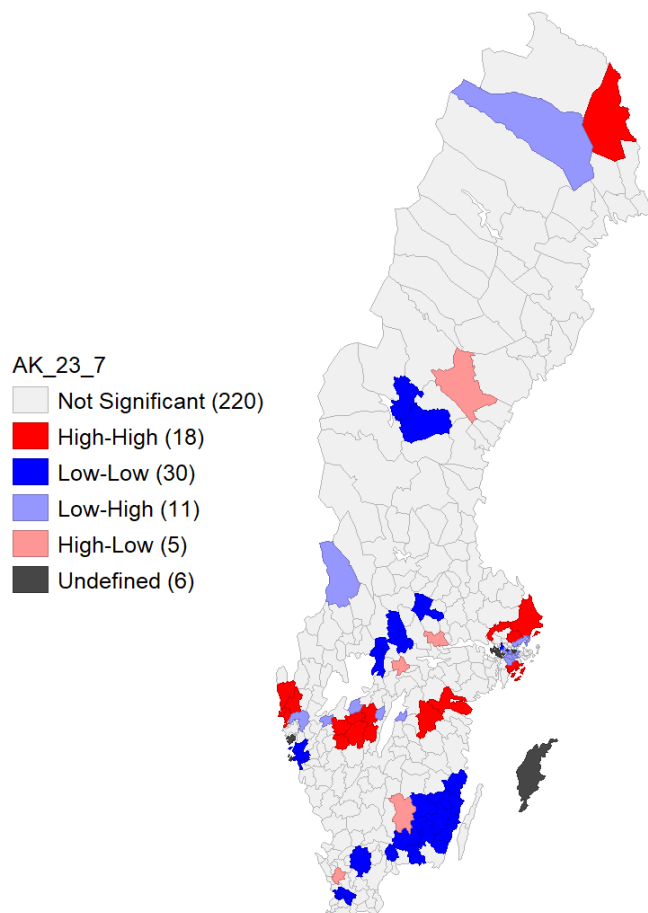 AK_23_7
Not Significant (220)
High-High (18)
Low-Low (30)
Low-High (11)
High-Low (5)
Undefined (6)